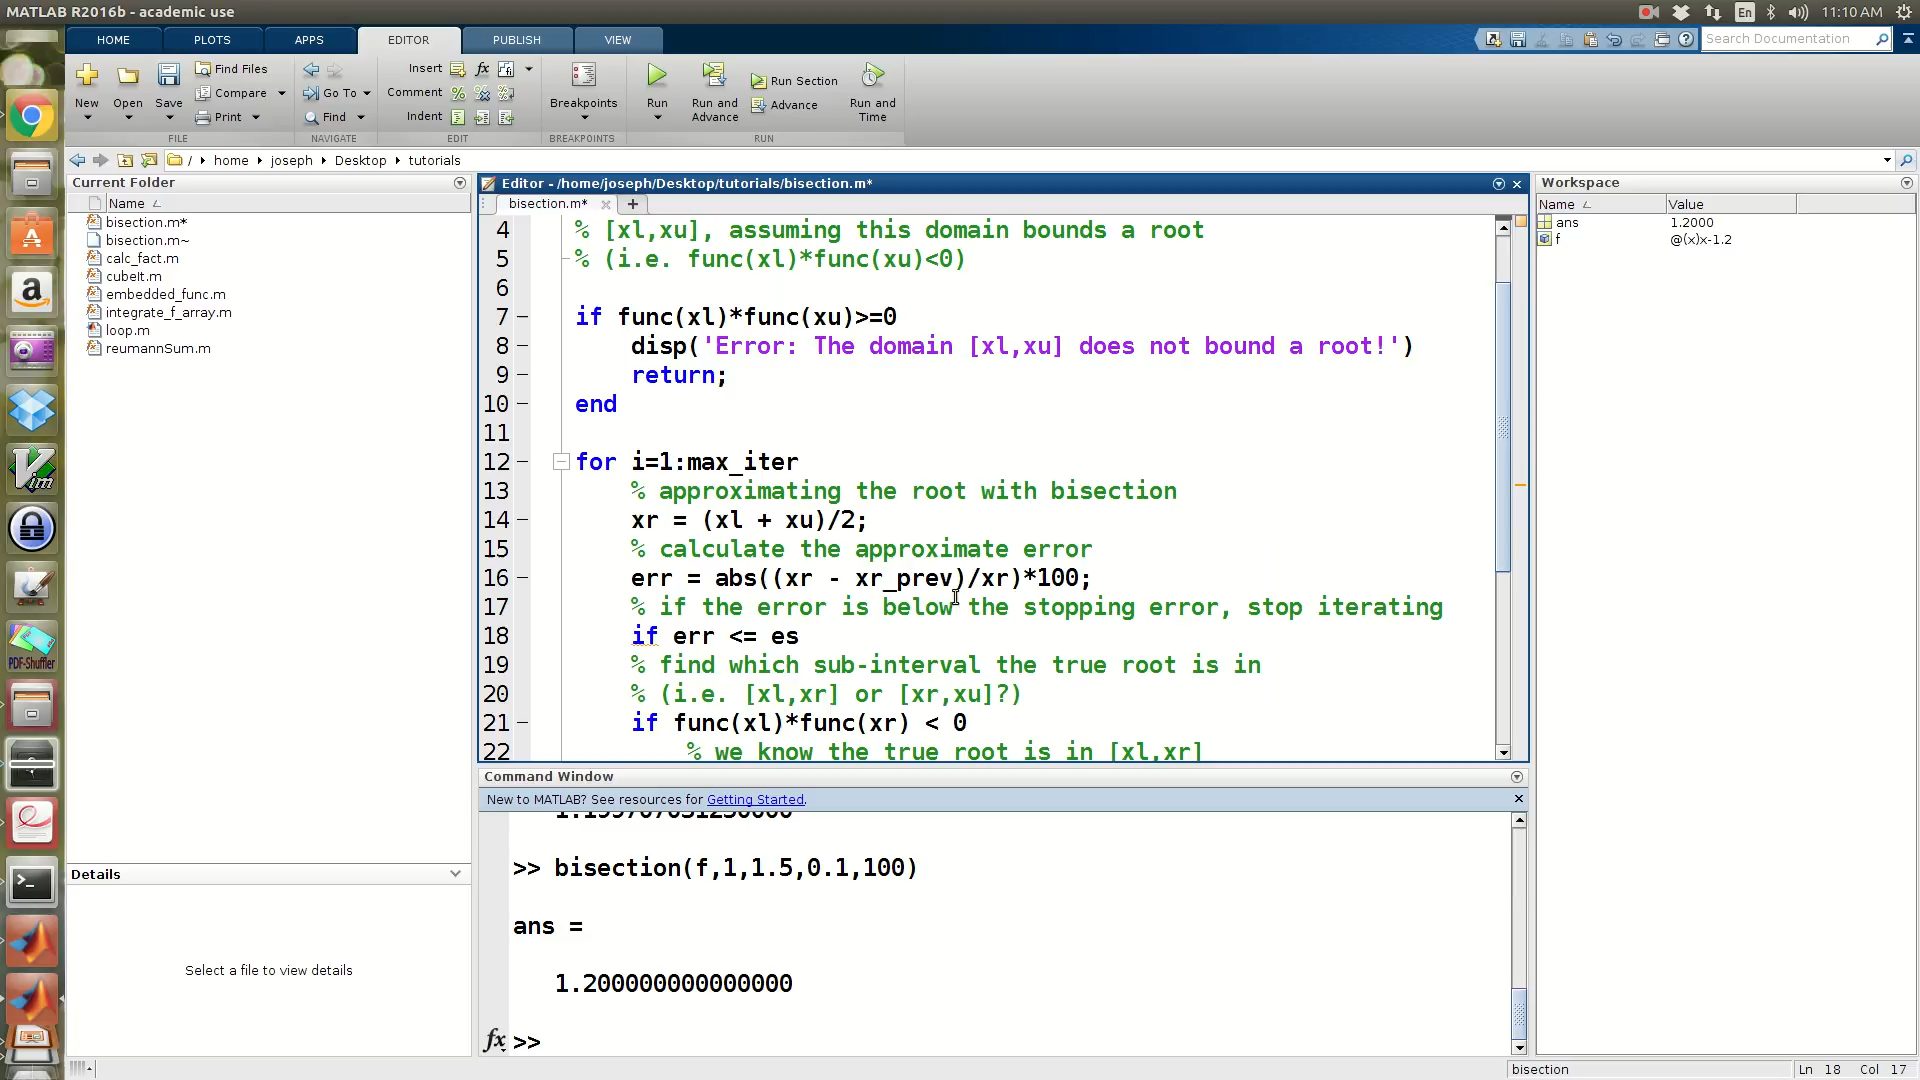 MATLAB R2016b - academic use
En
11:10 AM
HOME
PLOTS
APPS
EDITOR
PUBLISH
VIEW
Search Documentation
New
Open
Save
Find Files
Compare
Print
FILE
Go To
Find
NAVIGATE
Insert
fx
Comment
Indent
EDIT
Breakpoints
BREAKPOINTS
Run
Run and Advance
Run Section
Advance
Run and Time
RUN
/ home joseph Desktop tutorials
Current Folder
Name
bisection.m*
bisection.m~
calc_fact.m
cubeIt.m
embedded_func.m
integrate_f_array.m
loop.m
reumannSum.m
Details
Select a file to view details
Editor - /home/joseph/Desktop/tutorials/bisection.m*
bisection.m*
4 % [xl,xu], assuming this domain bounds a root
5 % (i.e. func(xl)*func(xu)<0)
6
7 if func(xl)*func(xu)>=0
8 disp('Error: The domain [xl,xu] does not bound a root!')
9 return;
10 end
11
12 for i=1:max_iter
13 % approximating the root with bisection
14 xr = (xl + xu)/2;
15 % calculate the approximate error
16 err = abs((xr - xr_prev)/xr)*100;
17 % if the error is below the stopping error, stop iterating
18 if err <= es
19 % find which sub-interval the true root is in
20 % (i.e. [xl,xr] or [xr,xu]?)
21 if func(xl)*func(xr) < 0
22 % we know the true root is in [xl,xr]
Command Window
New to MATLAB? See resources for Getting Started.
>> bisection(f,1,1.5,0.1,100)
ans =
1.200000000000000
fx >>
Workspace
Name Value
ans 1.2000
f @(x)x-1.2
bisection
Ln 18 Col 17
a
Vim
PDF-Shuffler
>_